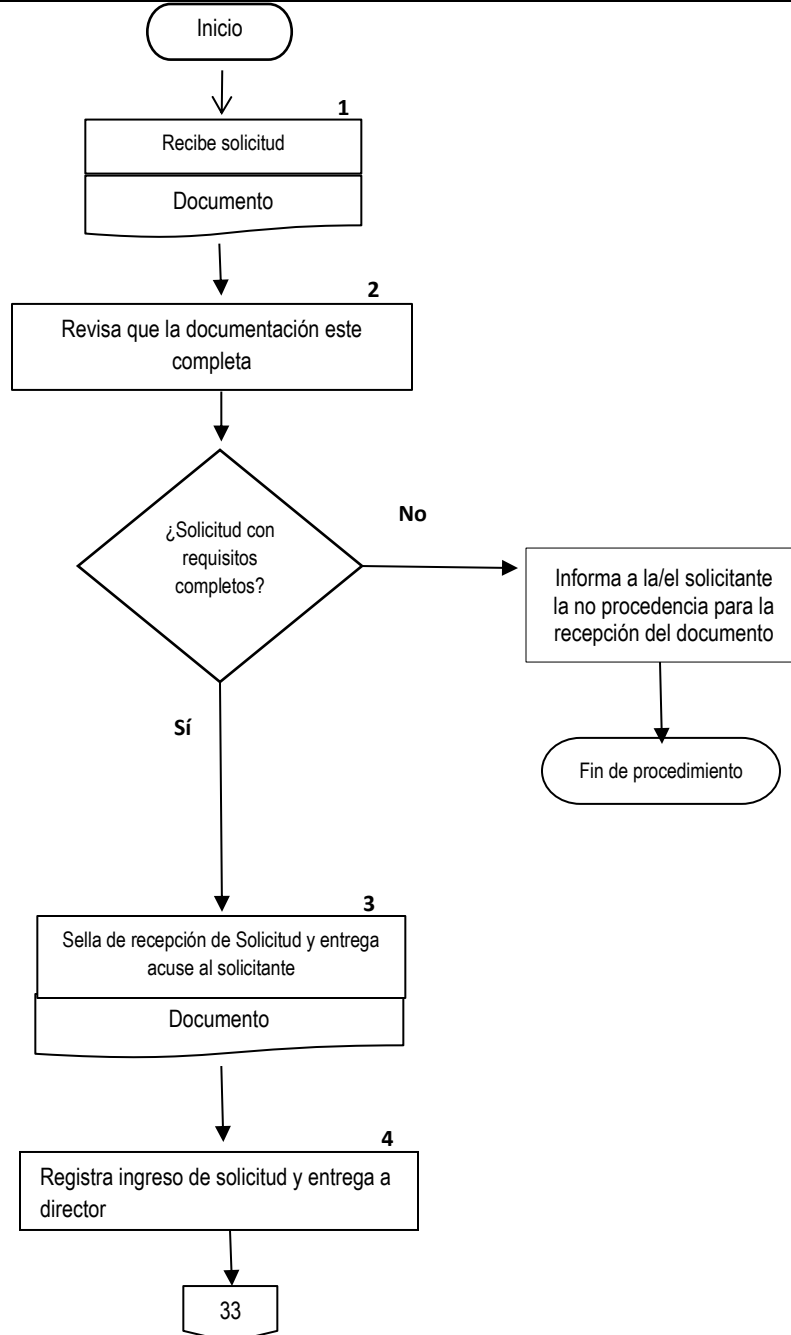 Inicio
1
Recibe solicitud
Documento
2
Revisa que la documentación este
completa
¿Solicitud con
requisitos
completos?
No
Informa a la/el solicitante
la no procedencia para la
recepción del documento
Sí
Fin de procedimiento
3
Sella de recepción de Solicitud y entrega
acuse al solicitante
Documento
4
Registra ingreso de solicitud y entrega a
director
33